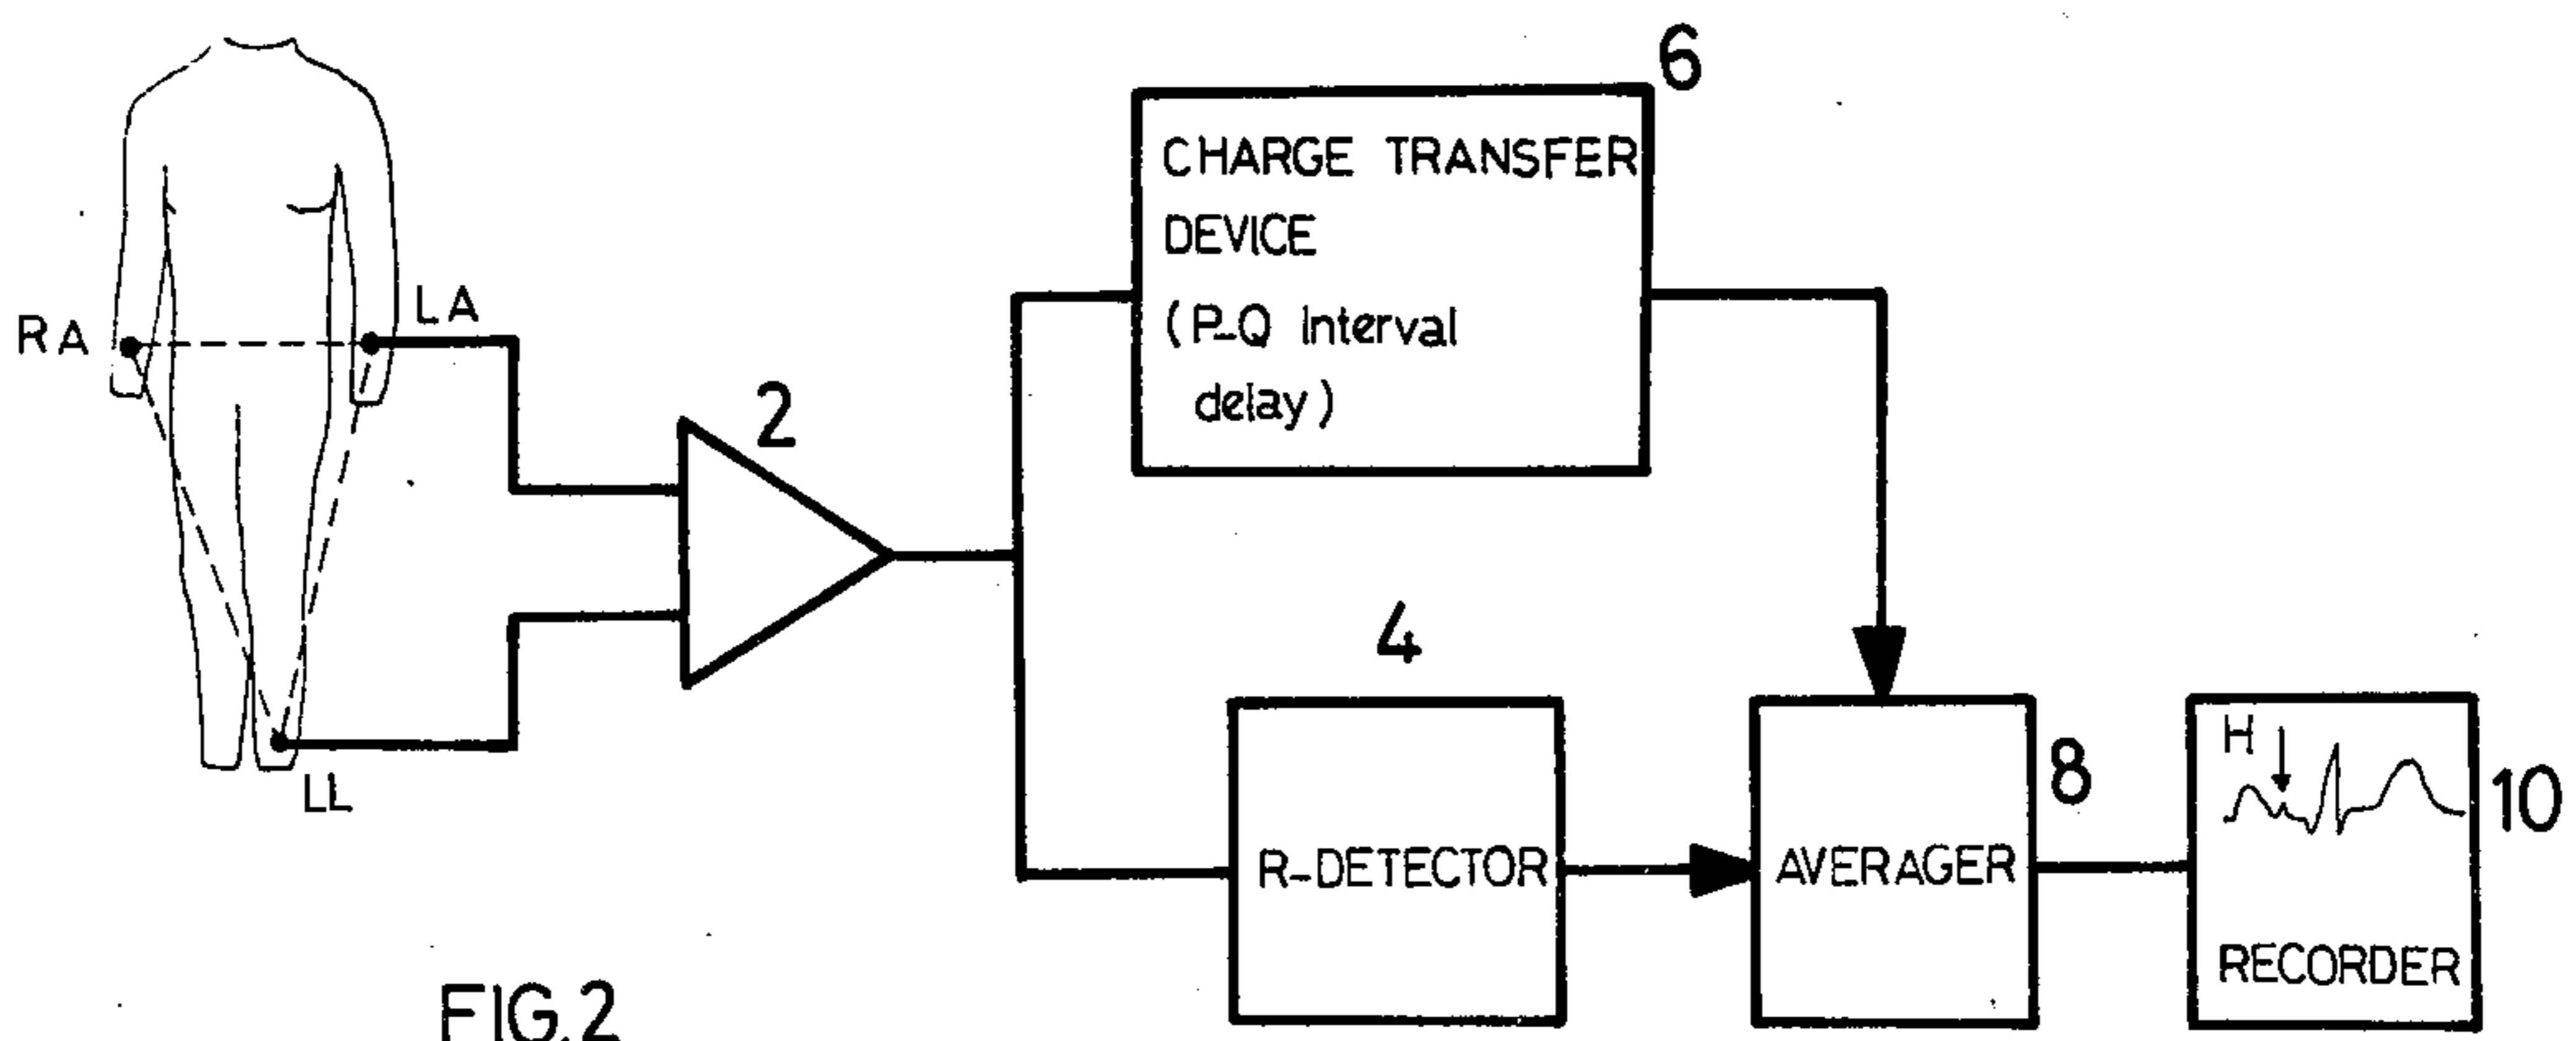 6
CHARGE TRANSFER
DEVICE
(P-Q Interval
delay)
RA
LA
2
4
LL
H
8
10
R-DETECTOR
AVERAGER
RECORDER
FIG.2